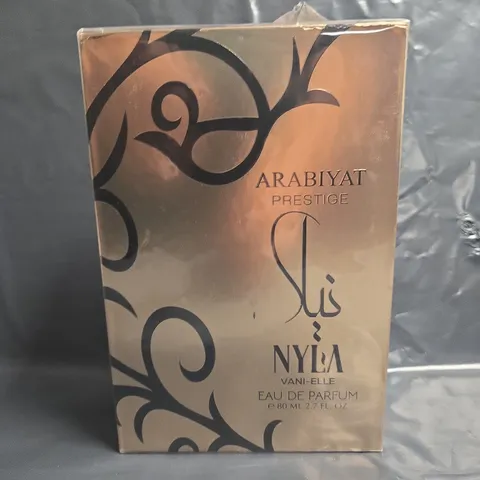 ARABIYAT
PRESTIGE
نيلا
NYLA
VANI-ELLE
EAU DE PARFUM
℮ 80 ML 2.7 FL. OZ